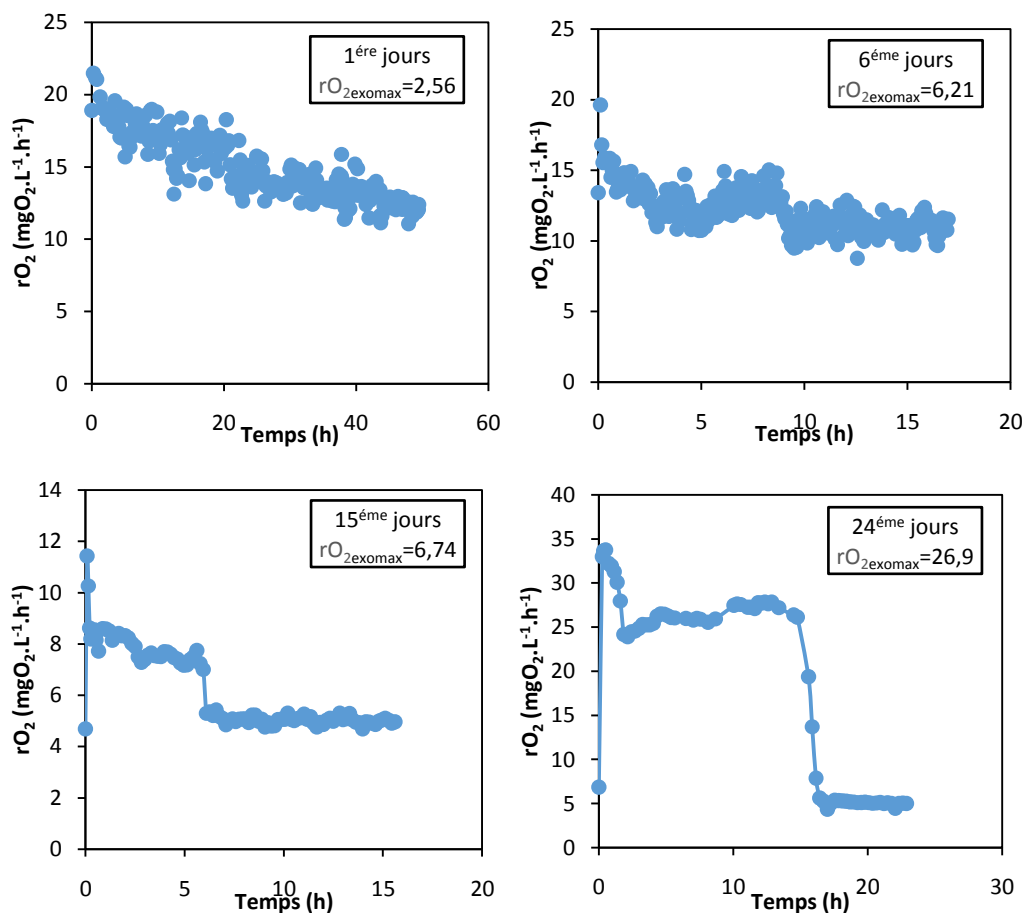 25
20
15
10
5
0
rO₂ (mgO₂.L⁻¹.h⁻¹)
1ére jours
rO₂exomax=2,56
0 20 40 60
Temps (h)
25
20
15
10
5
0
rO₂ (mgO₂.L⁻¹.h⁻¹)
6éme jours
rO₂exomax=6,21
0 5 10 15 20
Temps (h)
14
12
10
8
6
4
2
0
rO₂ (mgO₂.L⁻¹.h⁻¹)
15éme jours
rO₂exomax=6,74
0 5 10 15 20
Temps (h)
40
35
30
25
20
15
10
5
0
rO₂ (mgO₂.L⁻¹.h⁻¹)
24éme jours
rO₂exomax=26,9
0 10 20 30
Temps (h)